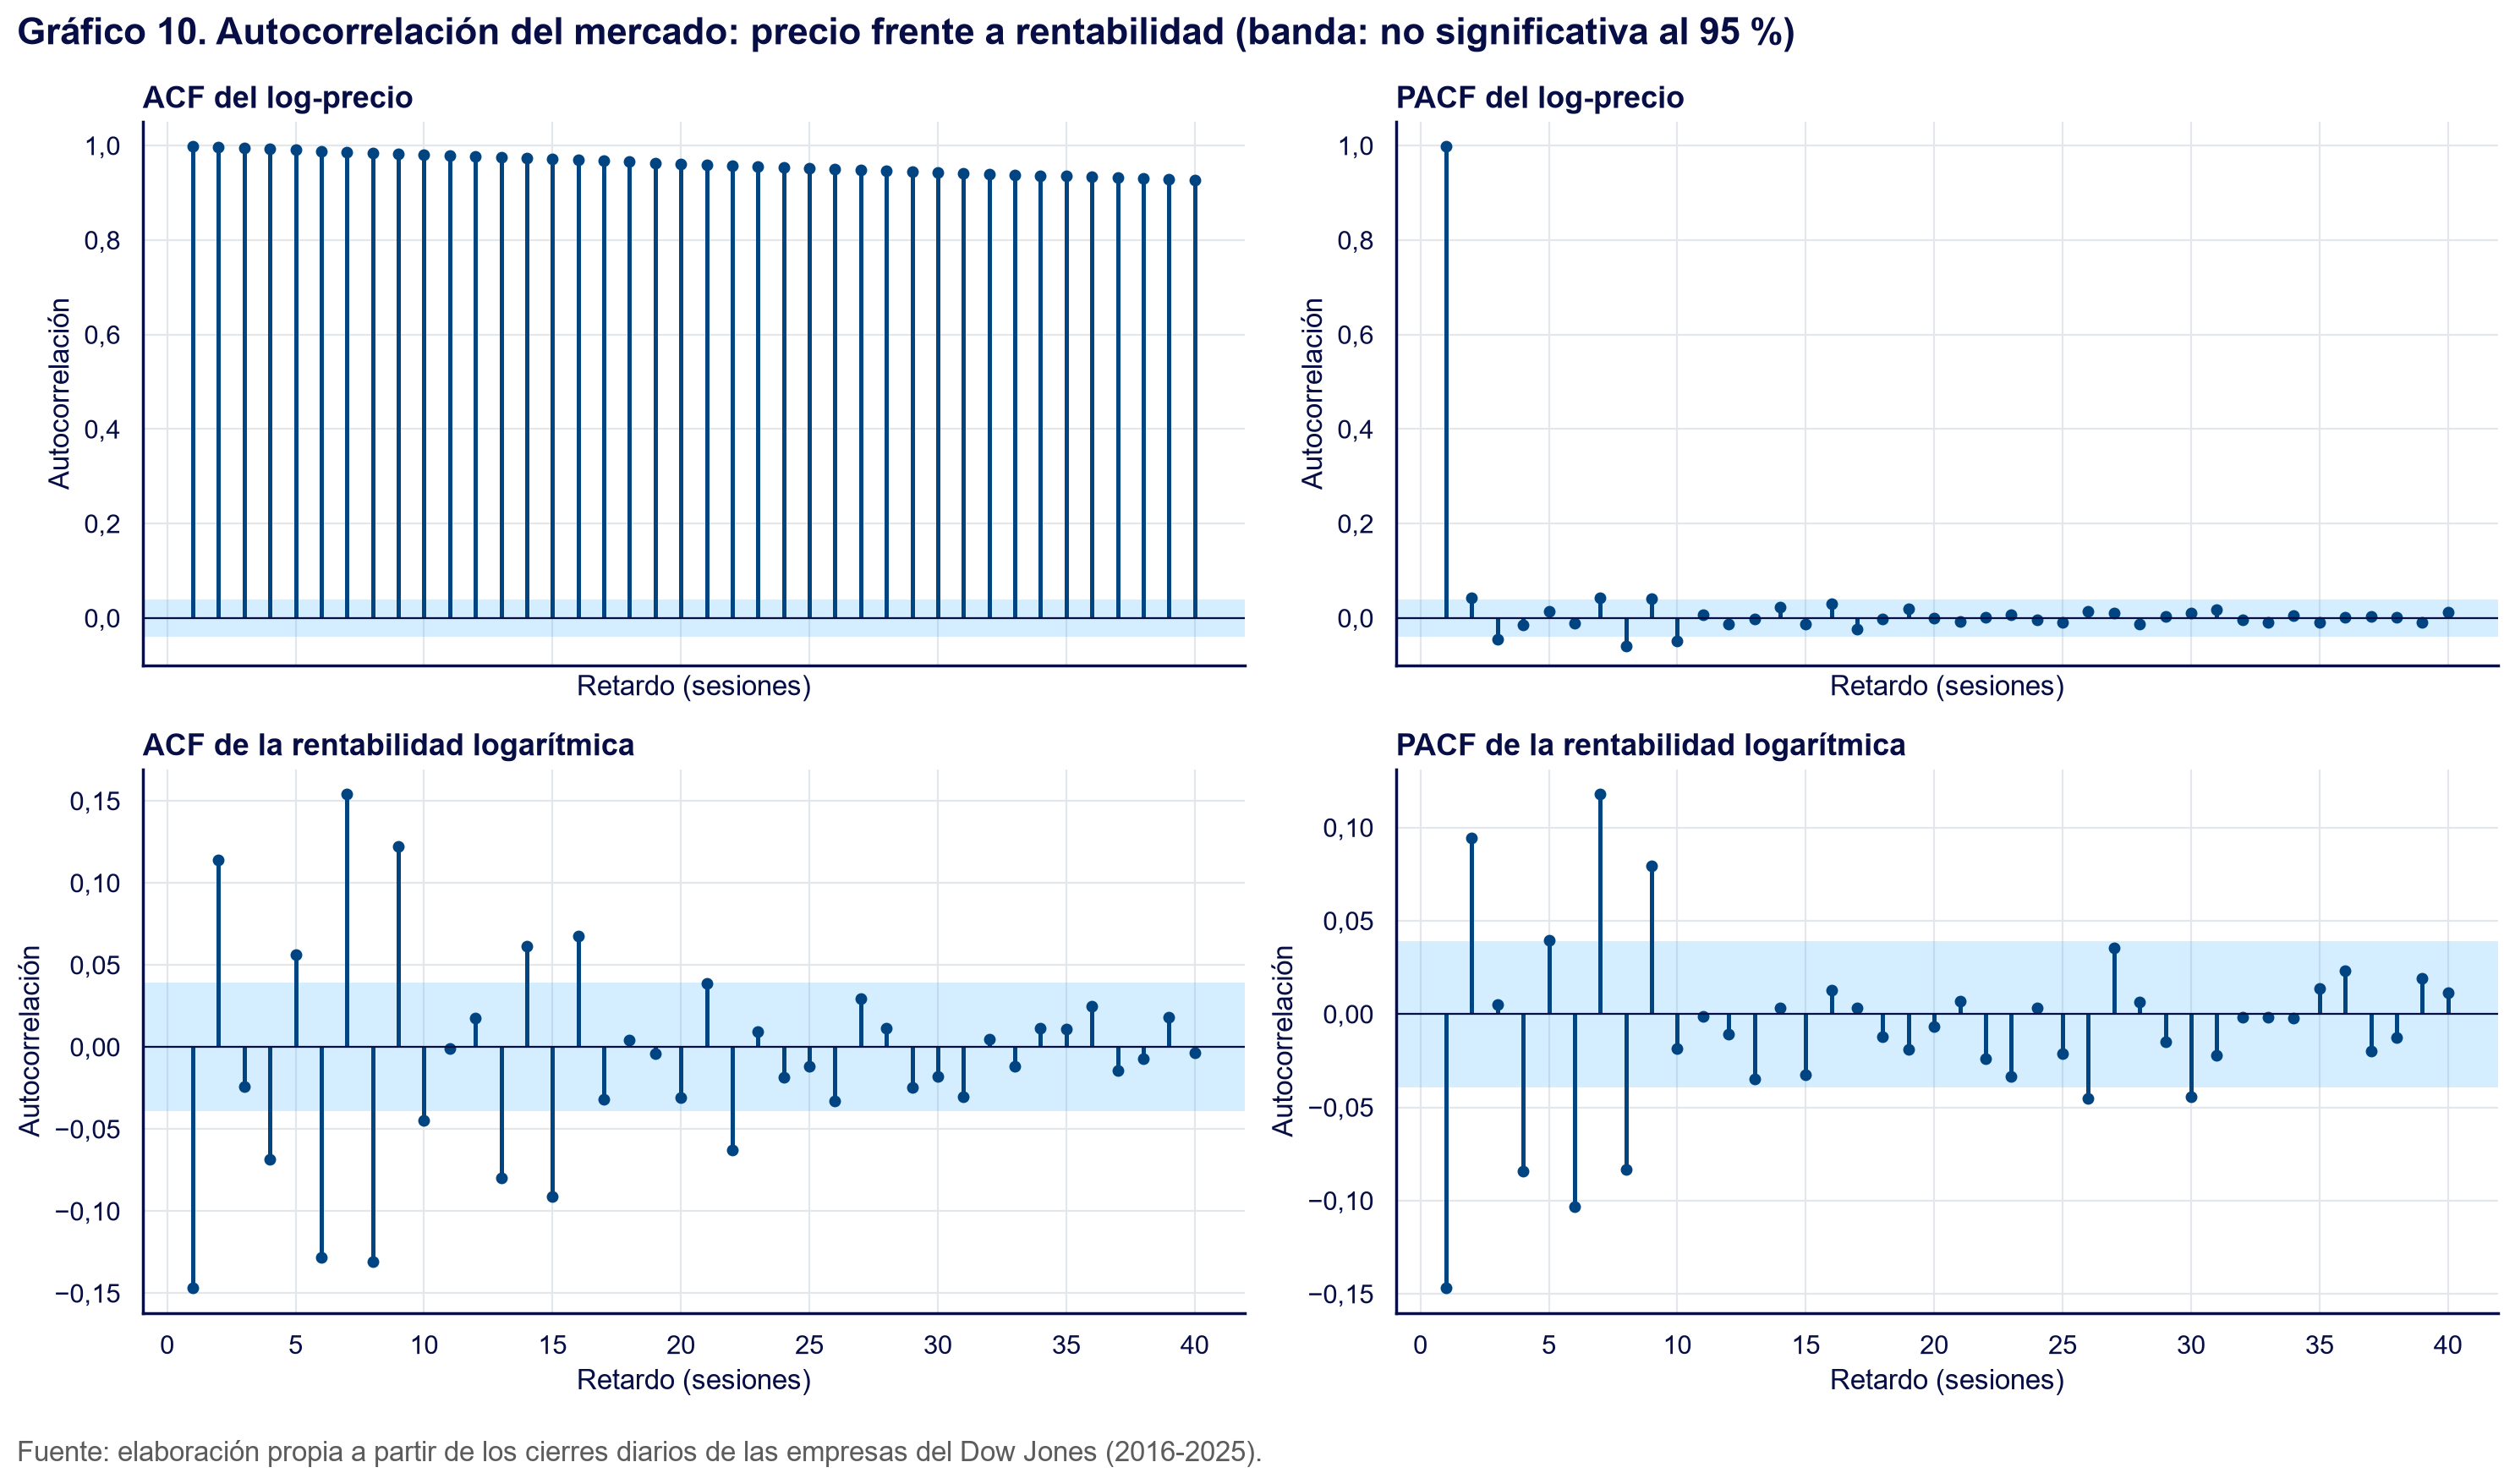 Gráfico 10. Autocorrelación del mercado: precio frente a rentabilidad (banda: no significativa al 95 %)
ACF del log-precio
1,0
0,8
0,6
0,4
0,2
0,0
Autocorrelación
Retardo (sesiones)
PACF del log-precio
1,0
0,8
0,6
0,4
0,2
0,0
Autocorrelación
Retardo (sesiones)
ACF de la rentabilidad logarítmica
0,15
0,10
0,05
0,00
−0,05
−0,10
−0,15
Autocorrelación
0 5 10 15 20 25 30 35 40
Retardo (sesiones)
PACF de la rentabilidad logarítmica
0,10
0,05
0,00
−0,05
−0,10
−0,15
Autocorrelación
0 5 10 15 20 25 30 35 40
Retardo (sesiones)
Fuente: elaboración propia a partir de los cierres diarios de las empresas del Dow Jones (2016-2025).